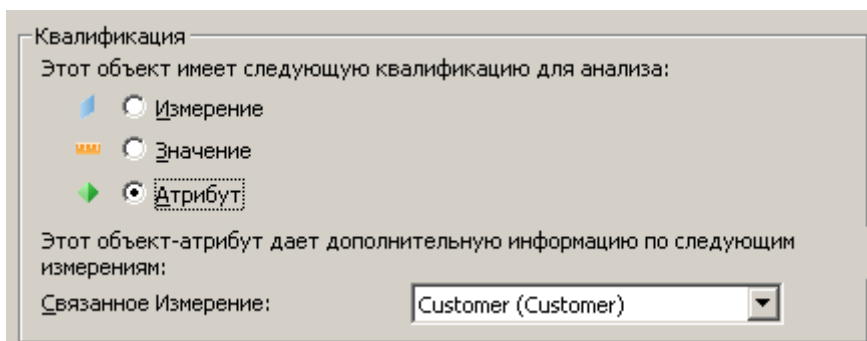 Квалификация
Этот объект имеет следующую квалификацию для анализа:
Измерение
Значение
Атрибут
Этот объект-атрибут дает дополнительную информацию по следующим
измерениям:
Связанное Измерение: Customer (Customer)